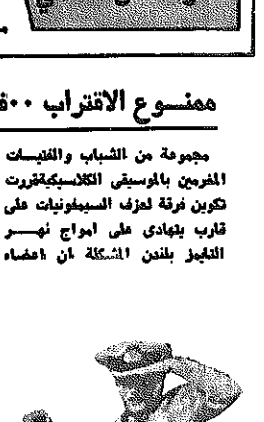 ممنوع الاقتراب ..
مجموعة من الشباب والفتيات
المغرمين بالموسيقى الكلاسيكية قررت
تكوين فرقة لعزف السيمفونيات على
قارب يتهادى على امواج نهر
التايمز بلندن المشكلة ان اعضاء